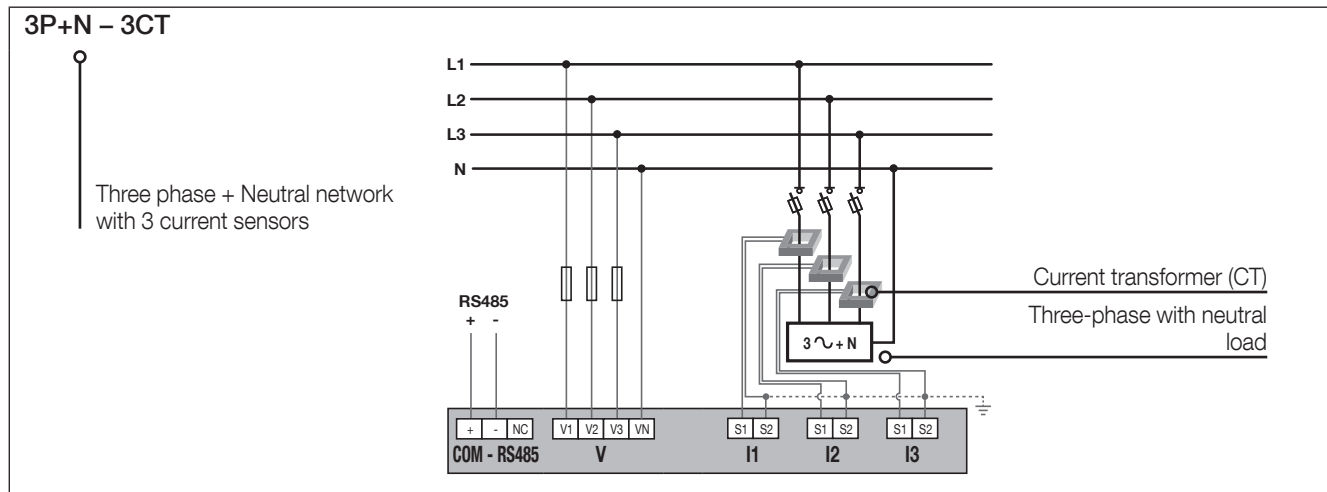 3P+N – 3CT
L1
L2
L3
N
Three phase + Neutral network
with 3 current sensors
Current transformer (CT)
Three-phase with neutral
load
RS485
+ -
3 ∿ + N
+ - NC V1 V2 V3 VN S1 S2 S1 S2 S1 S2
COM - RS485 V I1 I2 I3